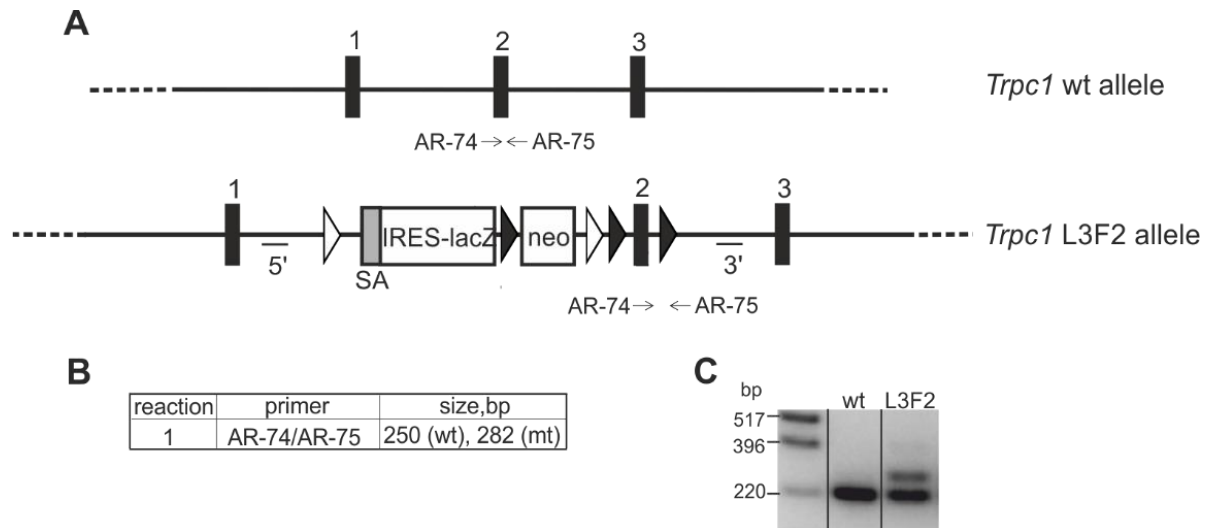 A
1 2 3
Trpc1 wt allele
AR-74 → ← AR-75
1 2 3
IRES-lacZ neo
Trpc1 L3F2 allele
5' SA 3'
AR-74 → ← AR-75
B
reaction primer size,bp
1 AR-74/AR-75 250 (wt), 282 (mt)
C
bp wt L3F2
517
396
220